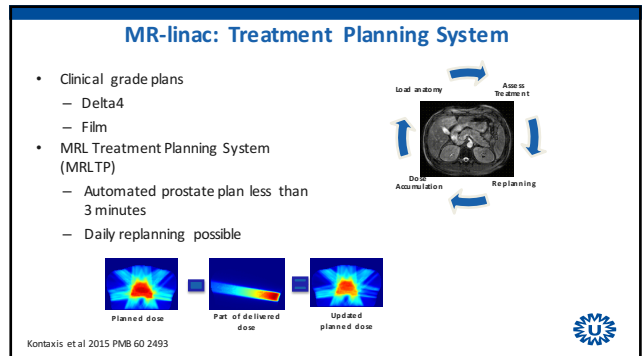 MR-linac: Treatment Planning System
• Clinical grade plans
– Delta4
– Film
• MRL Treatment Planning System
(MRLTP)
– Automated prostate plan less than
3 minutes
– Daily replanning possible
Load anatomy
Assess
Treatment
Replanning
Dose
Accumulation
Planned dose
Part of delivered
dose
Updated
planned dose
Kontaxis et al 2015 PMB 60 2493